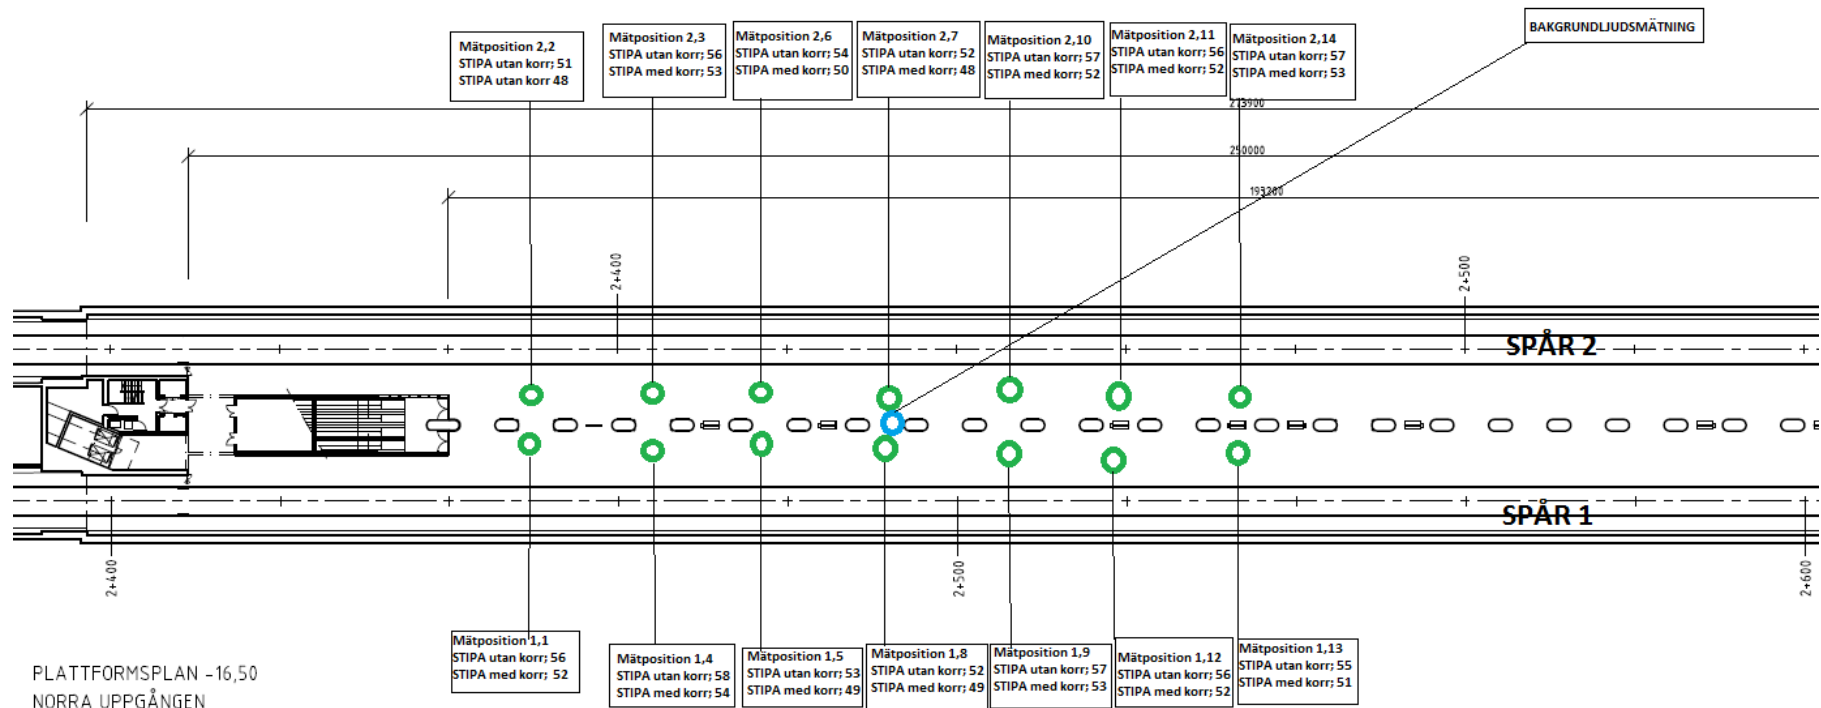 BAKGRUNDLJUDSMÄTNING
Mätposition 2,2
STIPA utan korr; 51
STIPA utan korr 48
Mätposition 2,3
STIPA utan korr; 56
STIPA med korr; 53
Mätposition 2,6
STIPA utan korr; 54
STIPA med korr; 50
Mätposition 2,7
STIPA utan korr; 52
STIPA med korr; 48
Mätposition 2,10
STIPA utan korr; 57
STIPA med korr; 52
Mätposition 2,11
STIPA utan korr; 56
STIPA med korr; 52
Mätposition 2,14
STIPA utan korr; 57
STIPA med korr; 53
273900
250000
193200
2+400
2+500
SPÅR 2
SPÅR 1
2+400
2+500
2+600
Mätposition 1,1
STIPA utan korr; 56
STIPA med korr; 52
Mätposition 1,4
STIPA utan korr; 58
STIPA med korr; 54
Mätposition 1,5
STIPA utan korr; 53
STIPA med korr; 49
Mätposition 1,8
STIPA utan korr; 52
STIPA med korr; 49
Mätposition 1,9
STIPA utan korr; 57
STIPA med korr; 53
Mätposition 1,12
STIPA utan korr; 56
STIPA med korr; 52
Mätposition 1,13
STIPA utan korr; 55
STIPA med korr; 51
PLATTFORMSPLAN -16,50
NORRA UPPGÅNGEN